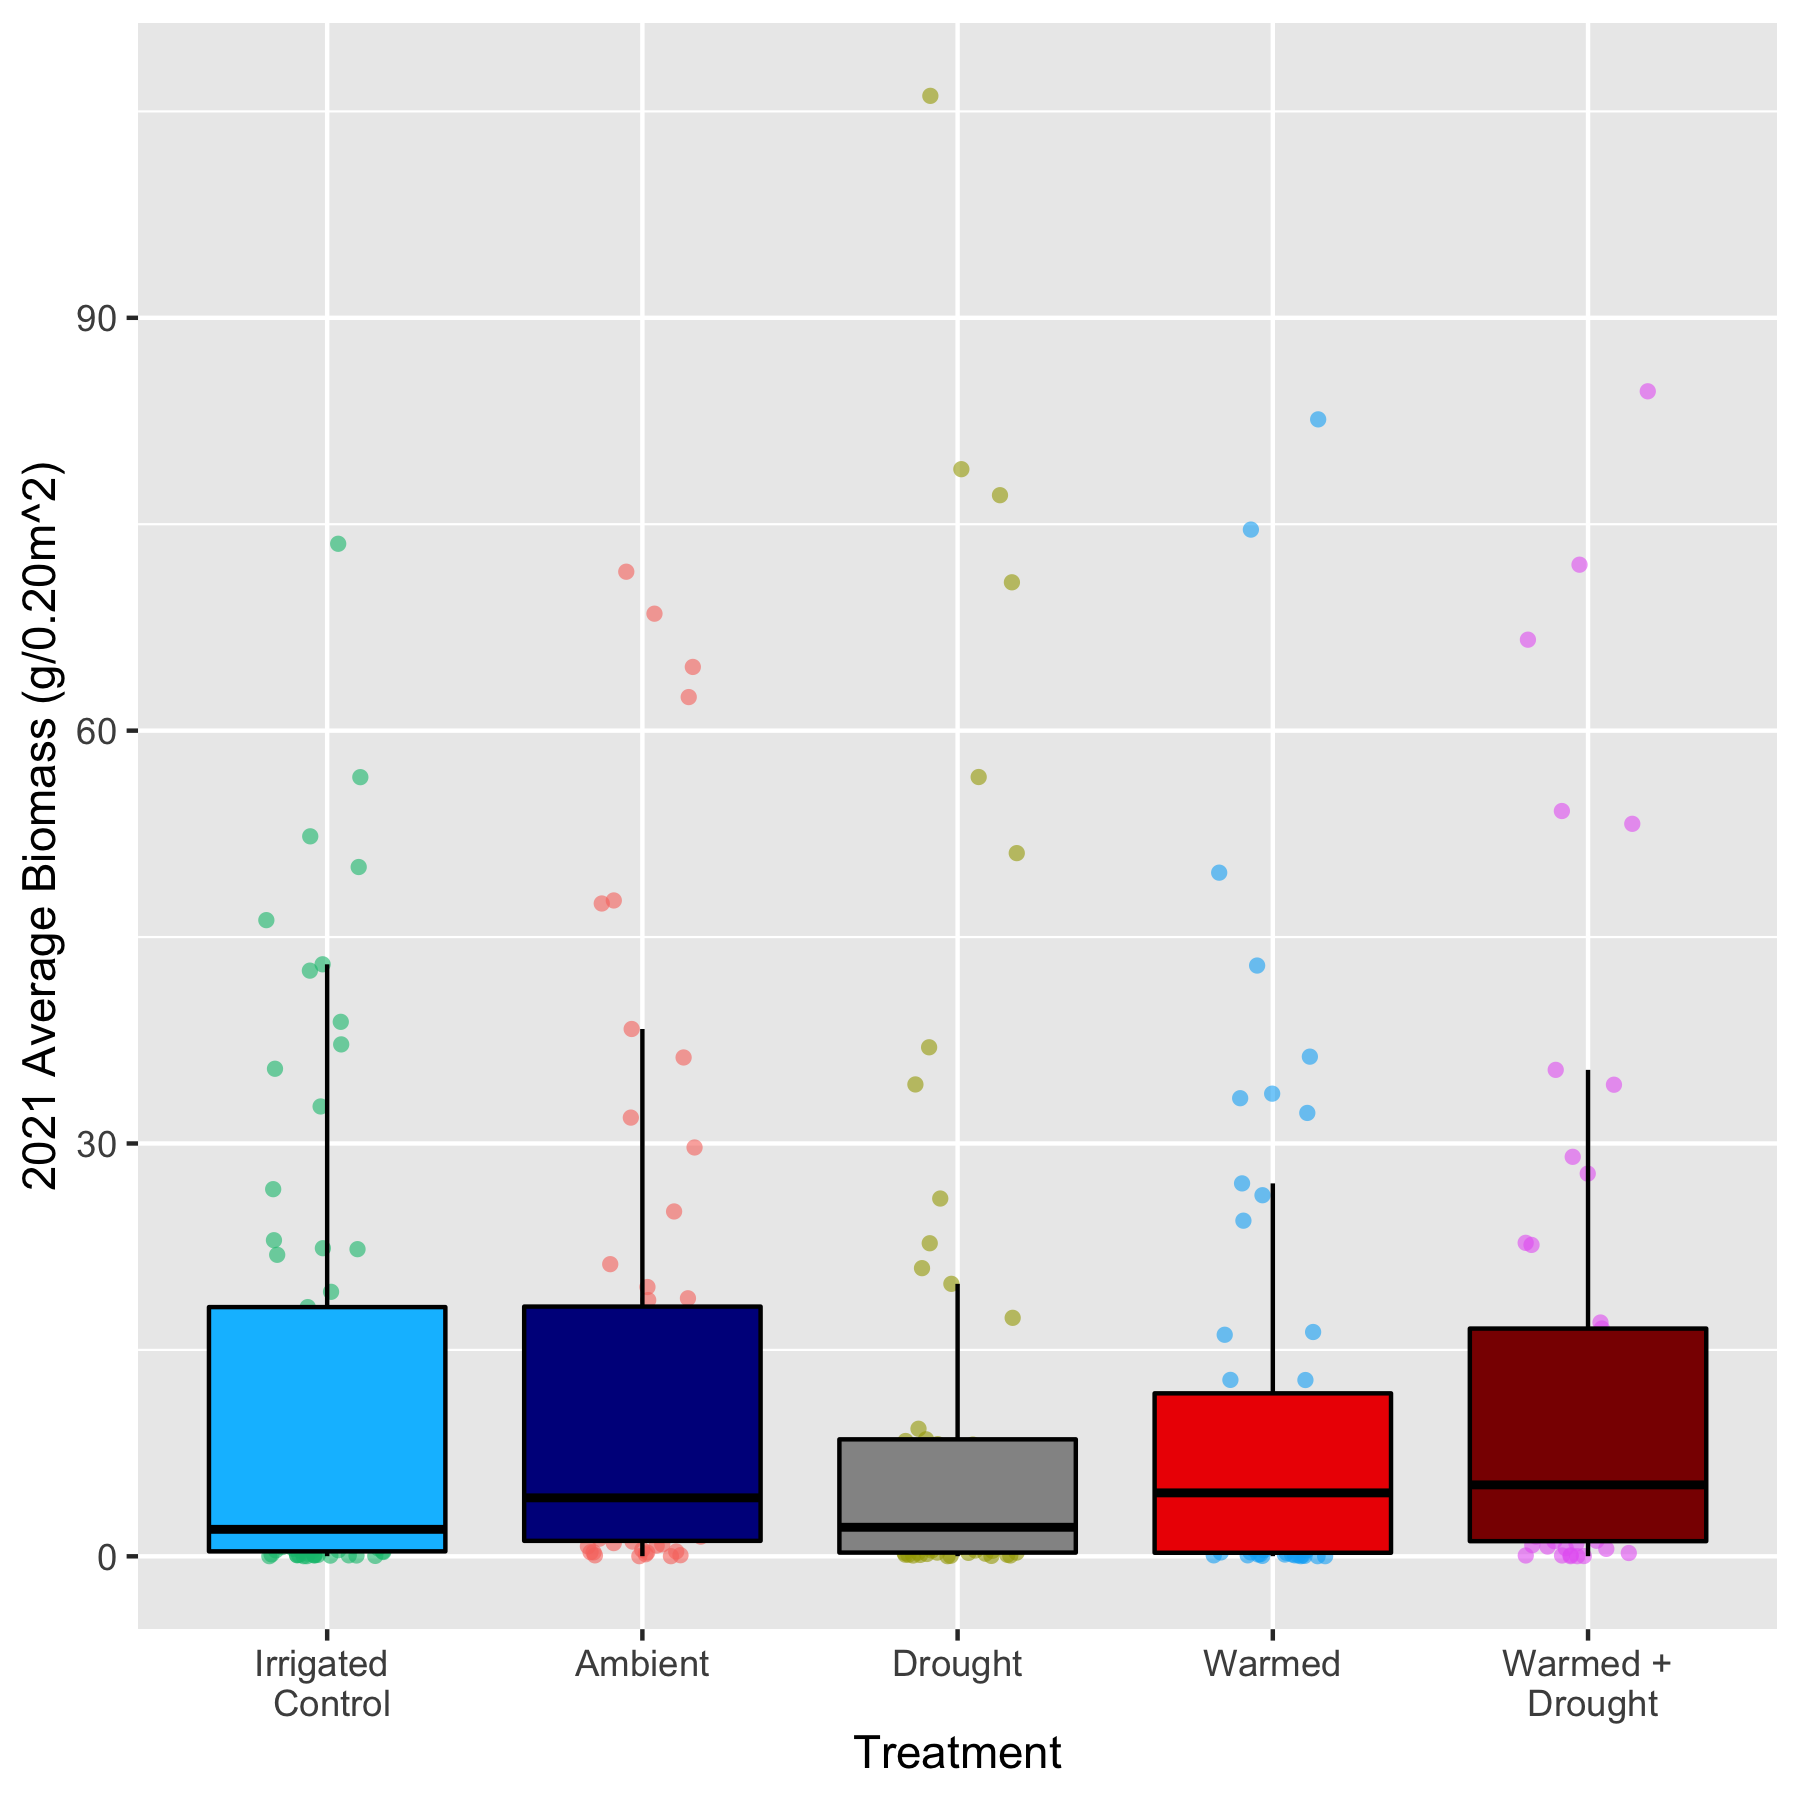 2021 Average Biomass (g/0.20m^2)
90
60
30
0
Irrigated
Control
Ambient
Drought
Warmed
Warmed +
Drought
Treatment